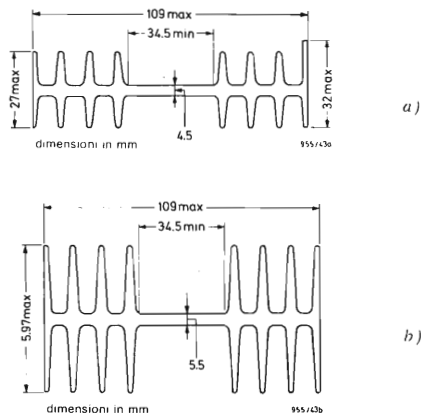 109 max
34.5 min
27 max
32 max
4.5
a)
dimensioni in mm
955/43a
109 max
34.5 min
5.97 max
5.5
b)
dimensioni in mm
955/43b